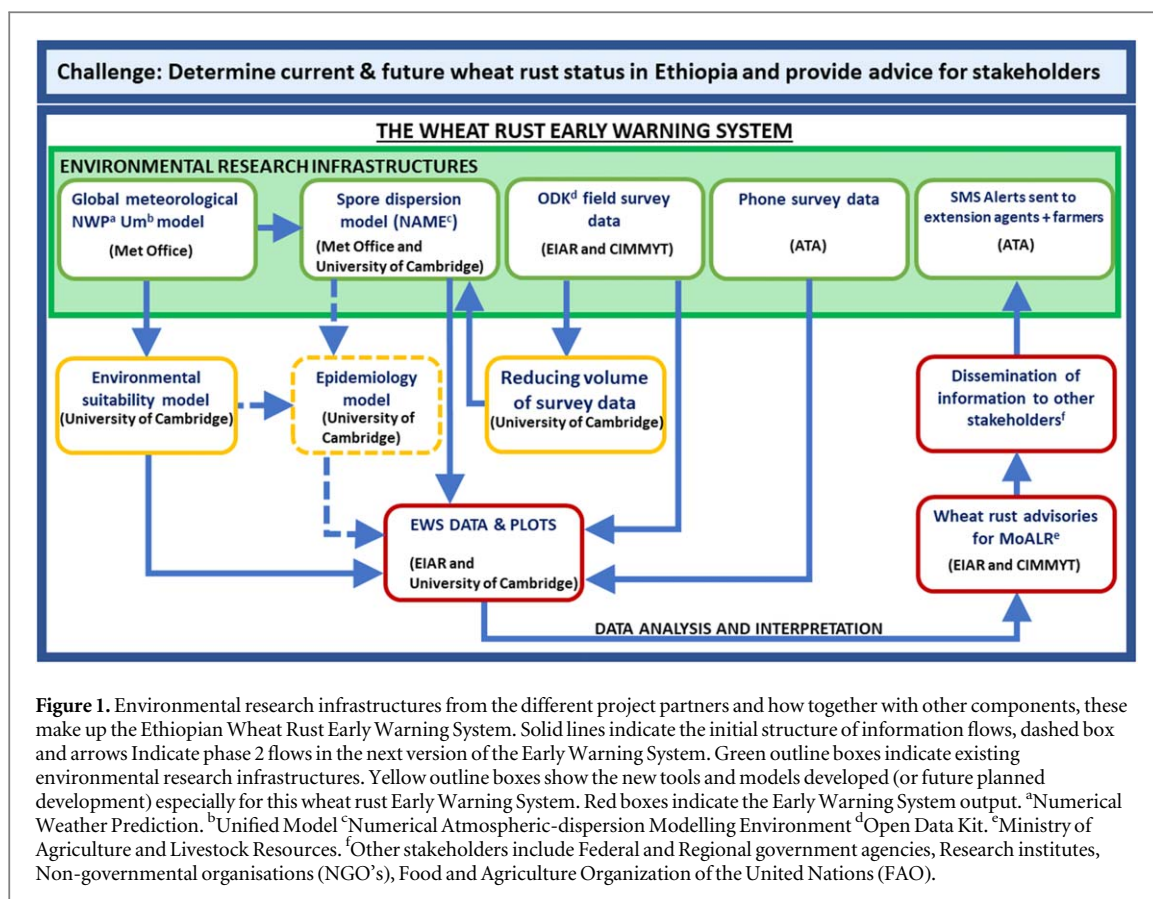 Challenge: Determine current & future wheat rust status in Ethiopia and provide advice for stakeholders
THE WHEAT RUST EARLY WARNING SYSTEM
ENVIRONMENTAL RESEARCH INFRASTRUCTURES
Global meteorological
NWPᵃ Umᵇ model
(Met Office)
Spore dispersion
model (NAMEᶜ)
(Met Office and
University of Cambridge)
ODKᵈ field survey
data
(EIAR and CIMMYT)
Phone survey data
(ATA)
SMS Alerts sent to
extension agents + farmers
(ATA)
Environmental
suitability model
(University of Cambridge)
Epidemiology
model
(University of
Cambridge)
Reducing volume
of survey data
(University of Cambridge)
Dissemination of
information to other
stakeholdersᶠ
EWS DATA & PLOTS
(EIAR and
University of Cambridge)
Wheat rust advisories
for MoALRᵉ
(EIAR and CIMMYT)
DATA ANALYSIS AND INTERPRETATION
Figure 1. Environmental research infrastructures from the different project partners and how together with other components, these
make up the Ethiopian Wheat Rust Early Warning System. Solid lines indicate the initial structure of information flows, dashed box
and arrows Indicate phase 2 flows in the next version of the Early Warning System. Green outline boxes indicate existing
environmental research infrastructures. Yellow outline boxes show the new tools and models developed (or future planned
development) especially for this wheat rust Early Warning System. Red boxes indicate the Early Warning System output. ᵃNumerical
Weather Prediction. ᵇUnified Model ᶜNumerical Atmospheric-dispersion Modelling Environment ᵈOpen Data Kit. ᵉMinistry of
Agriculture and Livestock Resources. ᶠOther stakeholders include Federal and Regional government agencies, Research institutes,
Non-governmental organisations (NGO's), Food and Agriculture Organization of the United Nations (FAO).